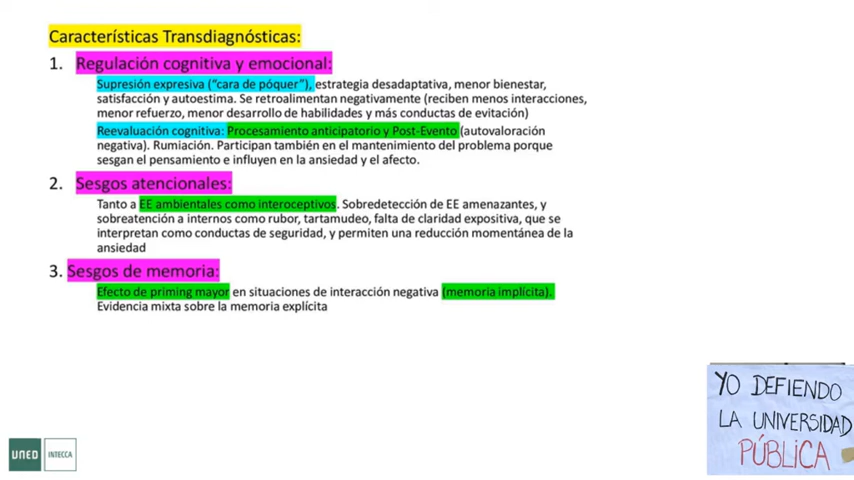 Características Transdiagnósticas:
1. Regulación cognitiva y emocional:
Supresión expresiva (“cara de póquer”), estrategia desadaptativa, menor bienestar,
satisfacción y autoestima. Se retroalimentan negativamente (reciben menos interacciones,
menor refuerzo, menor desarrollo de habilidades y más conductas de evitación)
Reevaluación cognitiva: Procesamiento anticipatorio y Post-Evento (autovaloración
negativa). Rumiación. Participan también en el mantenimiento del problema porque
sesgan el pensamiento e influyen en la ansiedad y el afecto.
2. Sesgos atencionales:
Tanto a EE ambientales como interoceptivos. Sobredetección de EE amenazantes, y
sobreatención a internos como rubor, tartamudeo, falta de claridad expositiva, que se
interpretan como conductas de seguridad, y permiten una reducción momentánea de la
ansiedad
3. Sesgos de memoria:
Efecto de priming mayor en situaciones de interacción negativa (memoria implícita).
Evidencia mixta sobre la memoria explícita
YO DEFIENDO
LA UNIVERSIDAD
PÚBLICA
UNED INTECCA